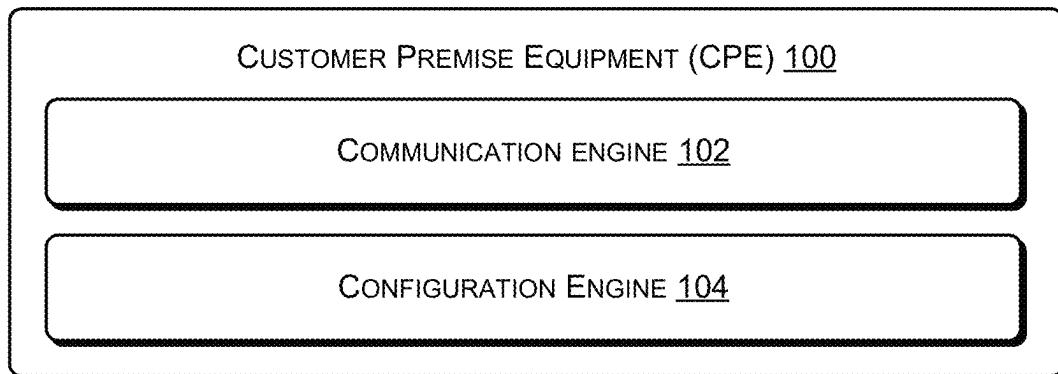 CUSTOMER PREMISE EQUIPMENT (CPE) 100
COMMUNICATION ENGINE 102
CONFIGURATION ENGINE 104